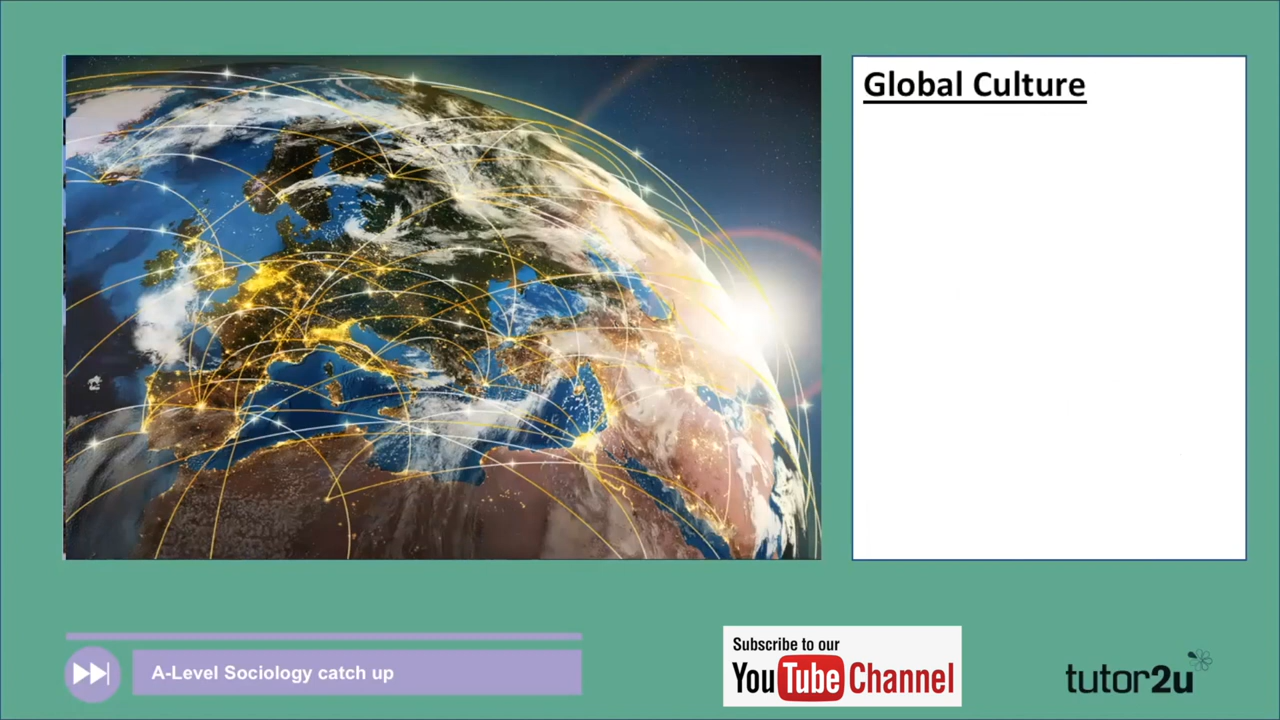 Global Culture
A-Level Sociology catch up
Subscribe to our
YouTube Channel
tutor2u